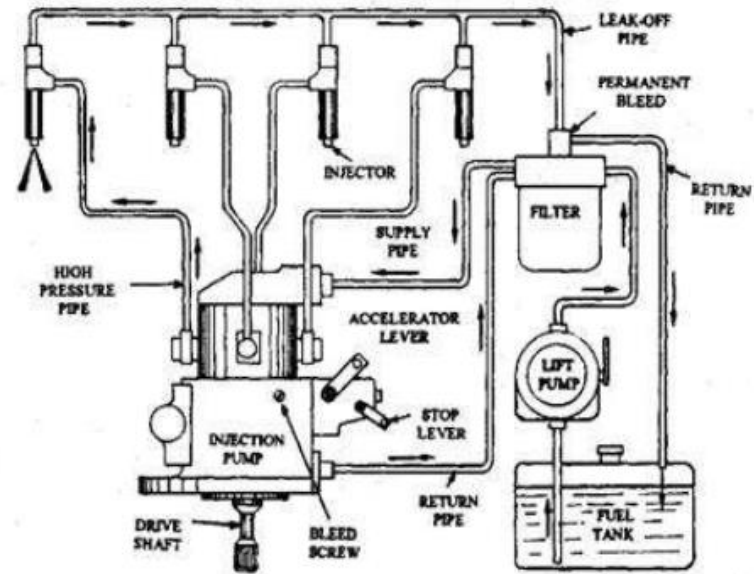 LEAK-OFF
PIPE
PERMANENT
BLEED
INJECTOR
RETURN
PIPE
FILTER
SUPPLY
PIPE
HIGH
PRESSURE
PIPE
ACCELERATOR
LEVER
LIFT
PUMP
STOP
LEVER
INJECTION
PUMP
RETURN
PIPE
FUEL
TANK
DRIVE
SHAFT
BLEED
SCREW